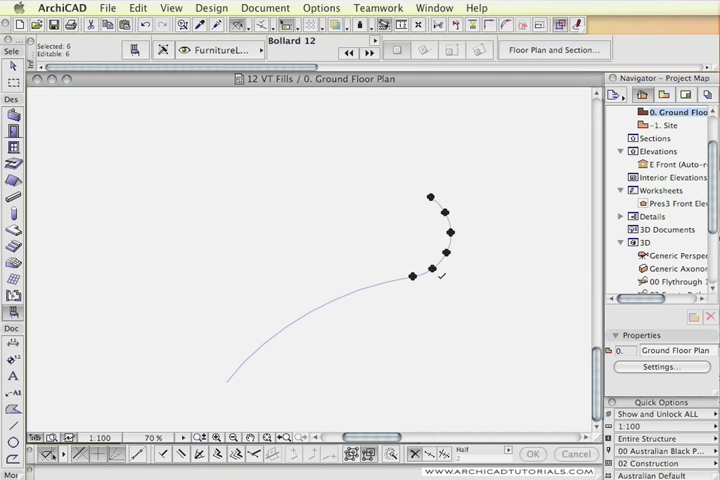 ArchiCAD File Edit View Design Document Options Teamwork Window Help
Sele
Selected: 6
Editable: 6
FurnitureL...
Bollard 12
Floor Plan and Section...
12 VT Fills / 0. Ground Floor Plan
Navigator - Project Map
Des
0. Ground Floo
-1. Site
Sections
Elevations
E Front (Auto-r
Interior Elevations
Worksheets
Pres3 Front Ele
Details
3D Documents
3D
Generic Perspe
Generic Axonor
00 Flythrough 1
Doc
A
A1
Mor
Properties
0. Ground Floor Plan
Settings...
Quick Options
Show and Unlock ALL
1:100
Entire Structure
00 Australian Black P...
02 Construction
Australian Default
1:100
70 %
Half
2
OK
Cancel
WWW.ARCHICADTUTORIALS.COM